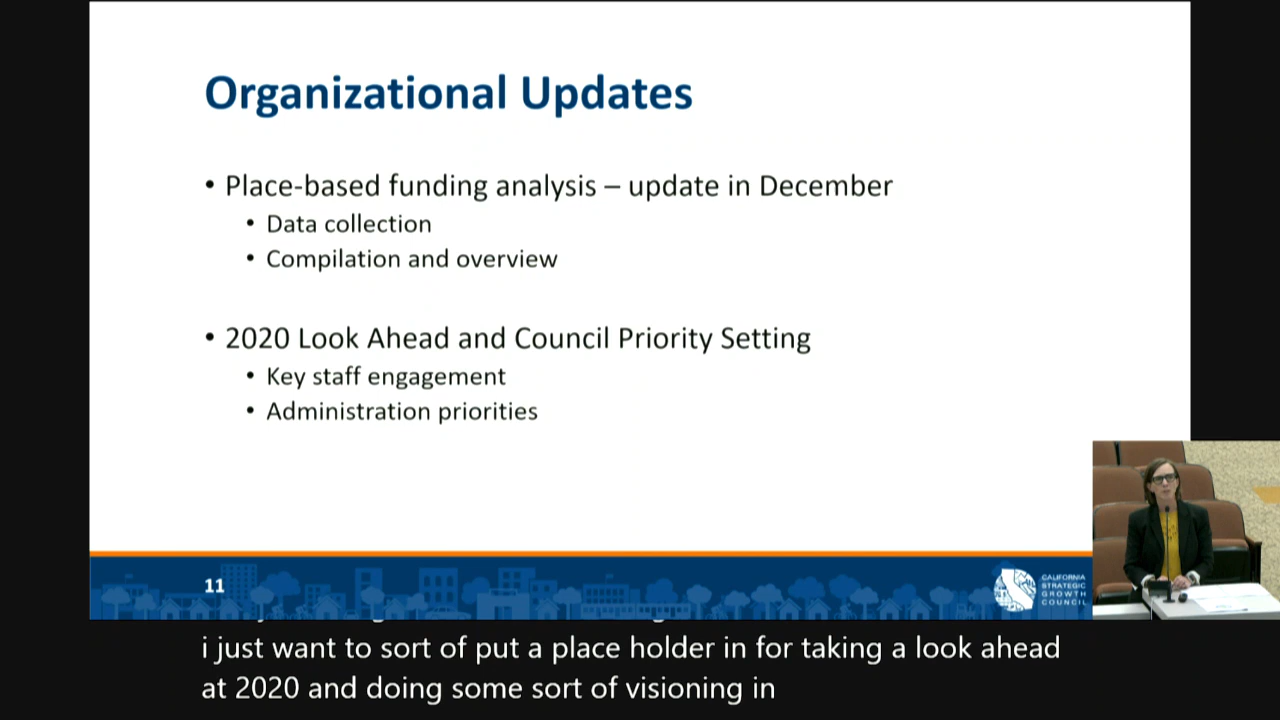 Organizational Updates
• Place-based funding analysis – update in December
• Data collection
• Compilation and overview
• 2020 Look Ahead and Council Priority Setting
• Key staff engagement
• Administration priorities
11
CALIFORNIA
STRATEGIC
GROWTH
COUNCIL
i just want to sort of put a place holder in for taking a look ahead
at 2020 and doing some sort of visioning in